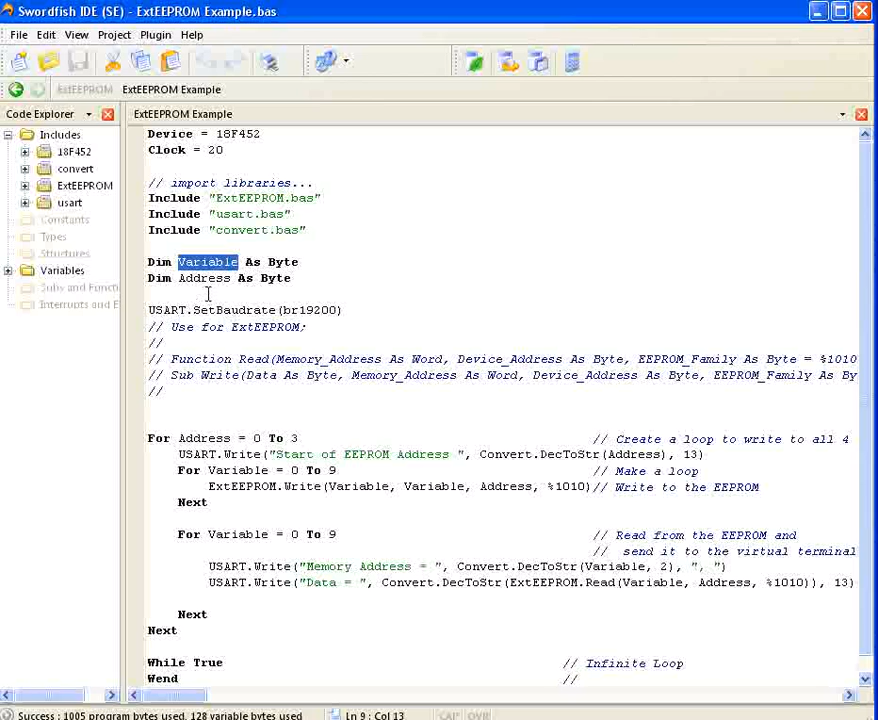 Swordfish IDE (SE) - ExtEEPROM Example.bas
File Edit View Project Plugin Help
ExtEEPROM ExtEEPROM Example
Code Explorer
ExtEEPROM Example
Includes
18F452
convert
ExtEEPROM
usart
Constants
Types
Structures
Variables
Subs and Functi
Interrupts and E
Device = 18F452
Clock = 20
// import libraries...
Include "ExtEEPROM.bas"
Include "usart.bas"
Include "convert.bas"
Dim Variable As Byte
Dim Address As Byte
USART.SetBaudrate(br19200)
// Use for ExtEEPROM;
//
// Function Read(Memory_Address As Word, Device_Address As Byte, EEPROM_Family As Byte = %1010
// Sub Write(Data As Byte, Memory_Address As Word, Device_Address As Byte, EEPROM_Family As By
//
For Address = 0 To 3 // Create a loop to write to all 4
USART.Write("Start of EEPROM Address ", Convert.DecToStr(Address), 13)
For Variable = 0 To 9 // Make a loop
ExtEEPROM.Write(Variable, Variable, Address, %1010)// Write to the EEPROM
Next
For Variable = 0 To 9 // Read from the EEPROM and
// send it to the virtual terminal
USART.Write("Memory Address = ", Convert.DecToStr(Variable, 2), ", ")
USART.Write("Data = ", Convert.DecToStr(ExtEEPROM.Read(Variable, Address, %1010)), 13)
Next
Next
While True // Infinite Loop
Wend //
Success : 1005 program bytes used, 128 variable bytes used Ln 9 : Col 13 CAP OVR